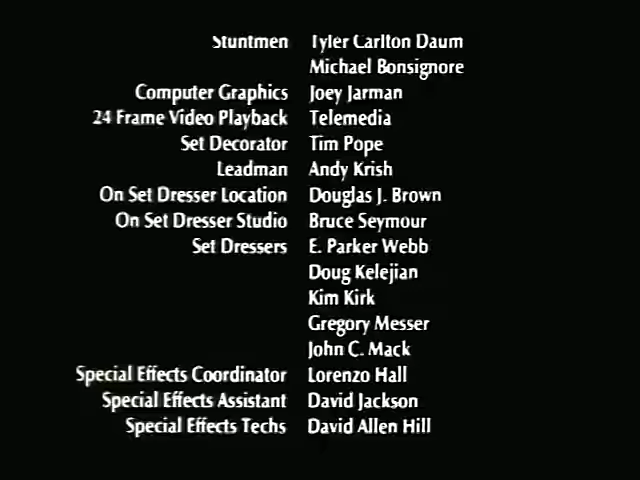 Stuntmen Tyler Carlton Daum
Michael Bonsignore
Computer Graphics Joey Jarman
24 Frame Video Playback Telemedia
Set Decorator Tim Pope
Leadman Andy Krish
On Set Dresser Location Douglas J. Brown
On Set Dresser Studio Bruce Seymour
Set Dressers E. Parker Webb
Doug Kelejian
Kim Kirk
Gregory Messer
John C. Mack
Special Effects Coordinator Lorenzo Hall
Special Effects Assistant David Jackson
Special Effects Techs David Allen Hill